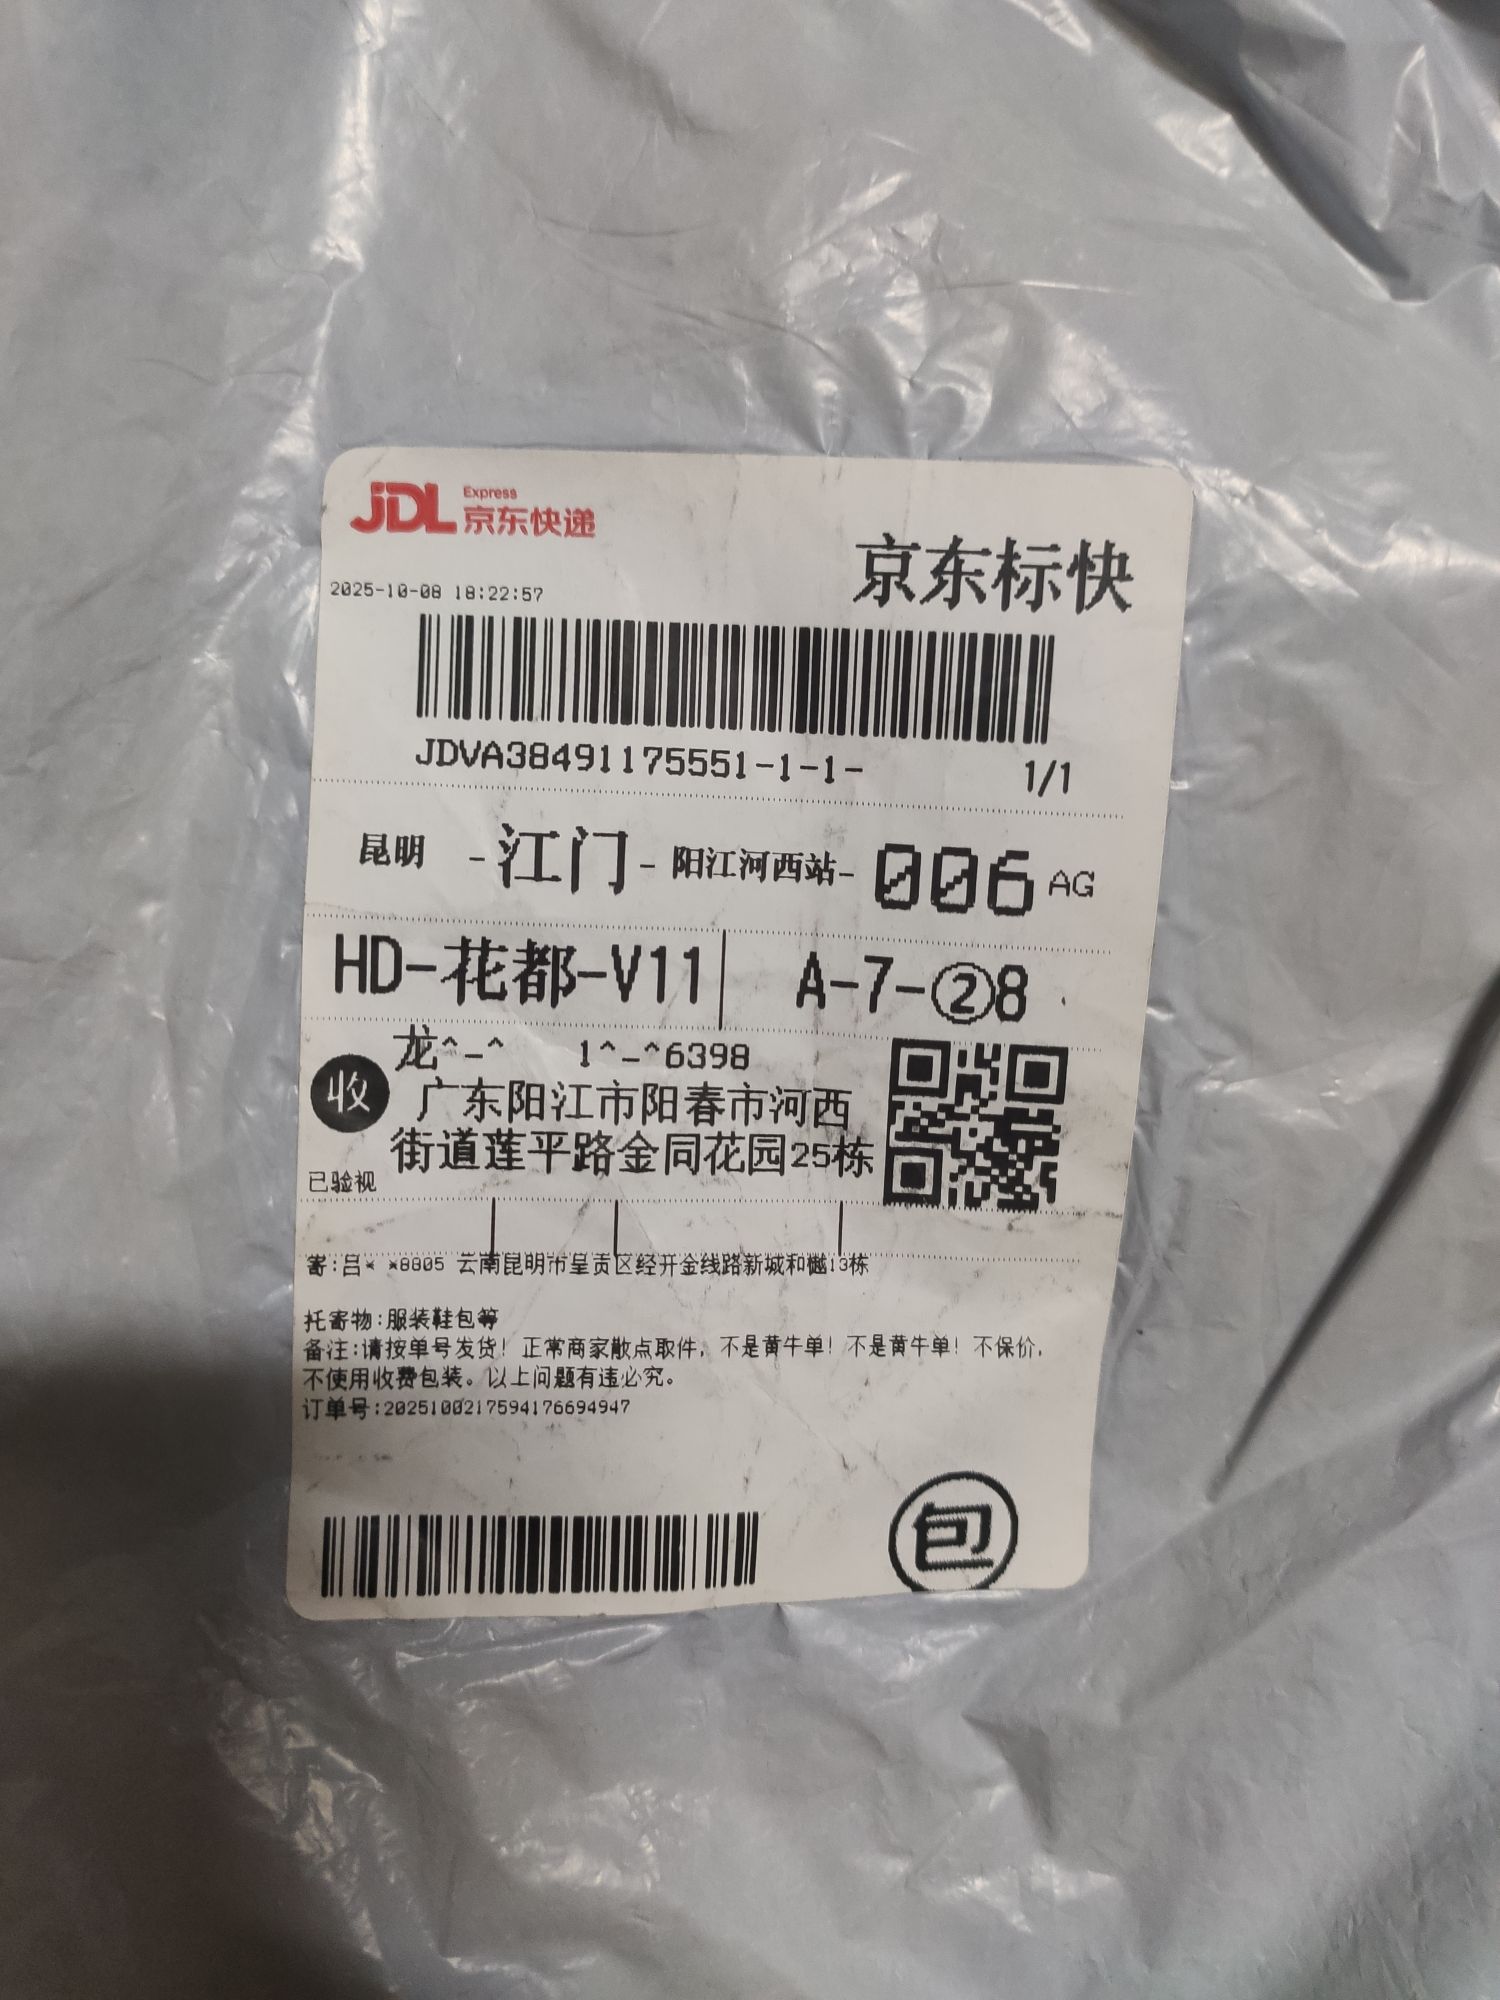 JDL Express
京东快递
京东标快
2025-10-08 18:22:57
JDVA38491175551-1-1- 1/1
昆明 -江门- 阳江河西站- 006 AG
HD-花都-V11 A-7-②8
龙^-^ 1^-^6398
收 广东阳江市阳春市河西
街道莲平路金同花园25栋
已验视
寄:吕* *8805 云南昆明市呈贡区经开金线路新城和樾13栋
托寄物:服装鞋包等
备注:请按单号发货! 正常商家散点取件, 不是黄牛单! 不是黄牛单! 不保价,
不使用收费包装。以上问题有违必究。
订单号:2025100217594176694947
包